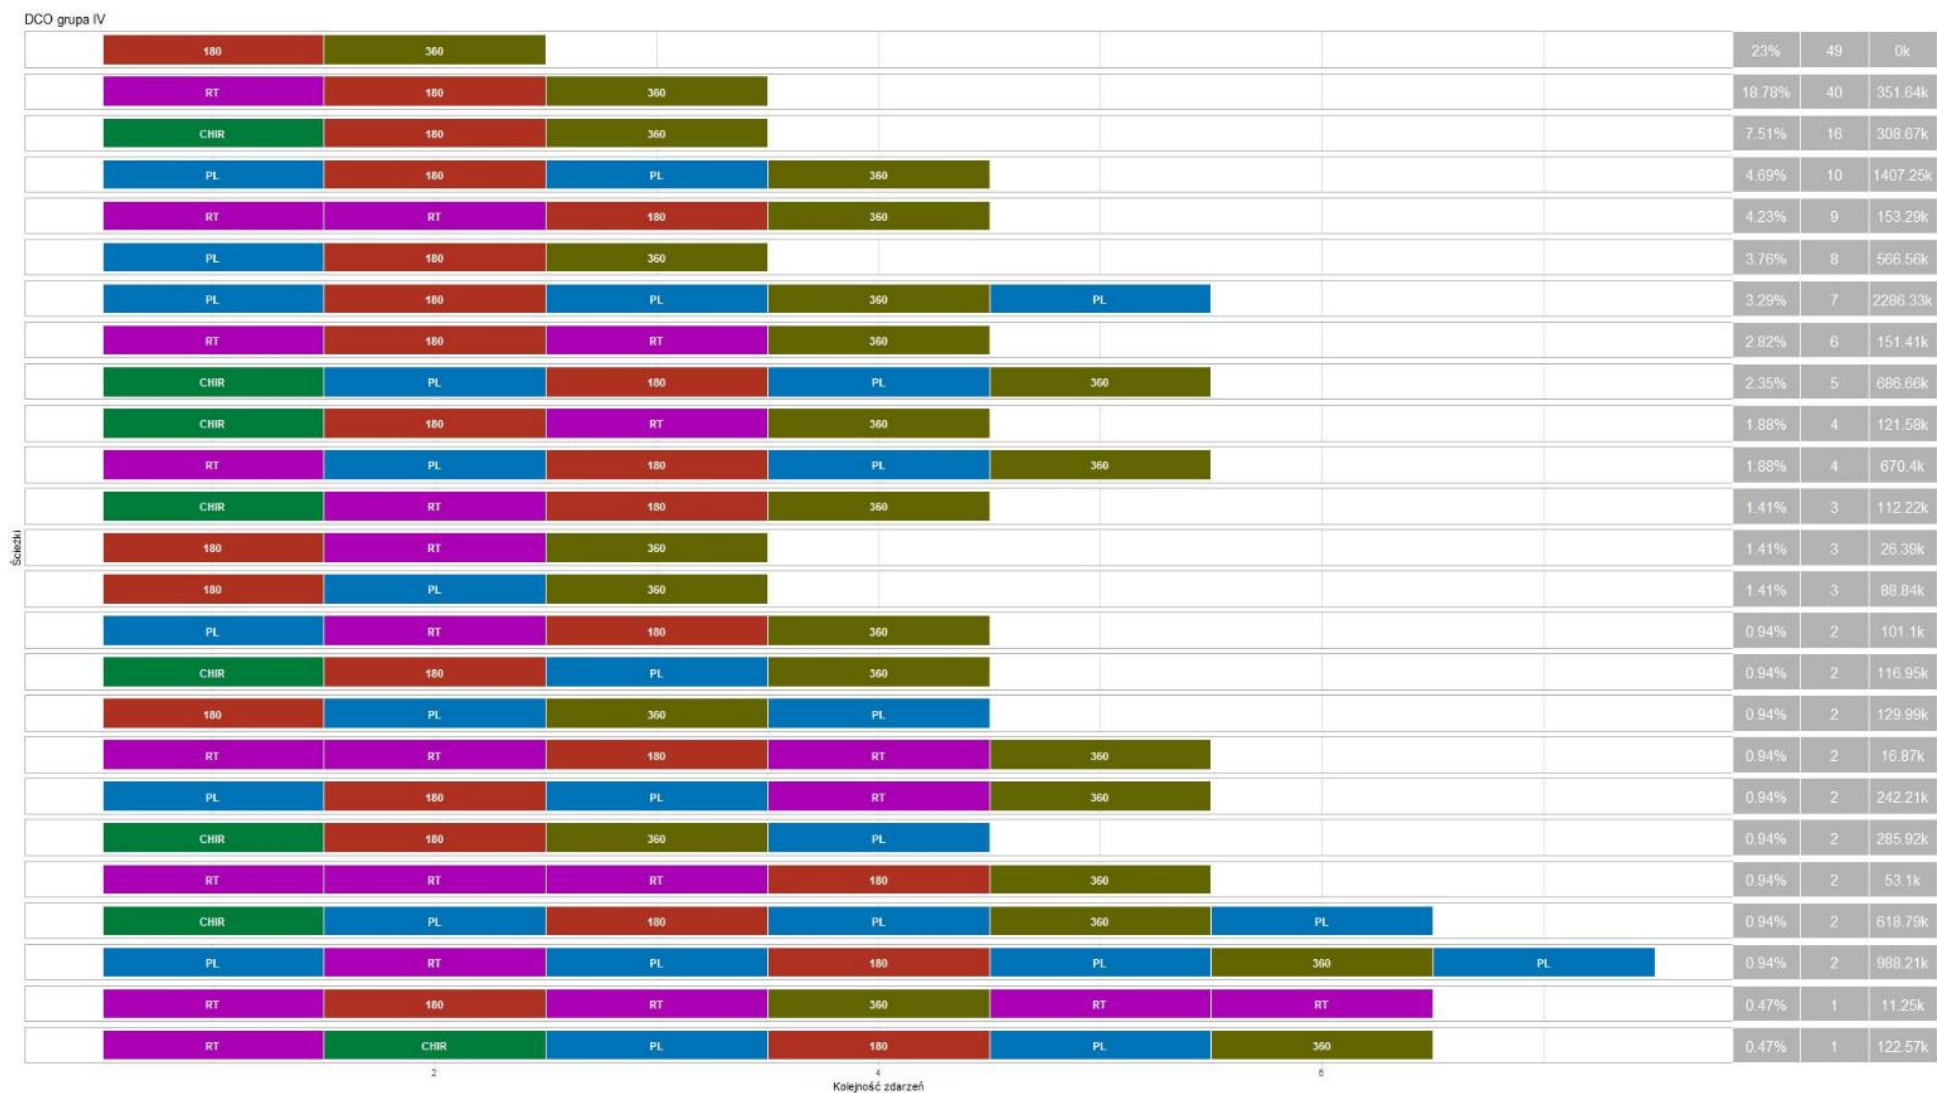 DCO grupa IV
180 360 23% 49 0k
RT 180 360 18.78% 40 351.64k
CHIR 180 360 7.51% 16 308.67k
PL 180 PL 360 4.69% 10 1407.25k
RT RT 180 360 4.23% 9 153.29k
PL 180 360 3.76% 8 566.56k
PL 180 PL 360 PL 3.29% 7 2286.33k
RT 180 RT 360 2.82% 6 151.41k
CHIR PL 180 PL 360 2.35% 5 686.66k
CHIR 180 RT 360 1.88% 4 121.58k
RT PL 180 PL 360 1.88% 4 670.4k
CHIR RT 180 360 1.41% 3 112.22k
Ścieżki
180 RT 360 1.41% 3 26.39k
180 PL 360 1.41% 3 88.84k
PL RT 180 360 0.94% 2 101.1k
CHIR 180 PL 360 0.94% 2 116.95k
180 PL 360 PL 0.94% 2 129.99k
RT RT 180 RT 360 0.94% 2 16.87k
PL 180 PL RT 360 0.94% 2 242.21k
CHIR 180 360 PL 0.94% 2 285.92k
RT RT RT 180 360 0.94% 2 53.1k
CHIR PL 180 PL 360 PL 0.94% 2 618.79k
PL RT PL 180 PL 360 PL 0.94% 2 988.21k
RT 180 RT 360 RT RT 0.47% 1 11.25k
RT CHIR PL 180 PL 360 0.47% 1 122.57k
2 4 6
Kolejność zdarzeń